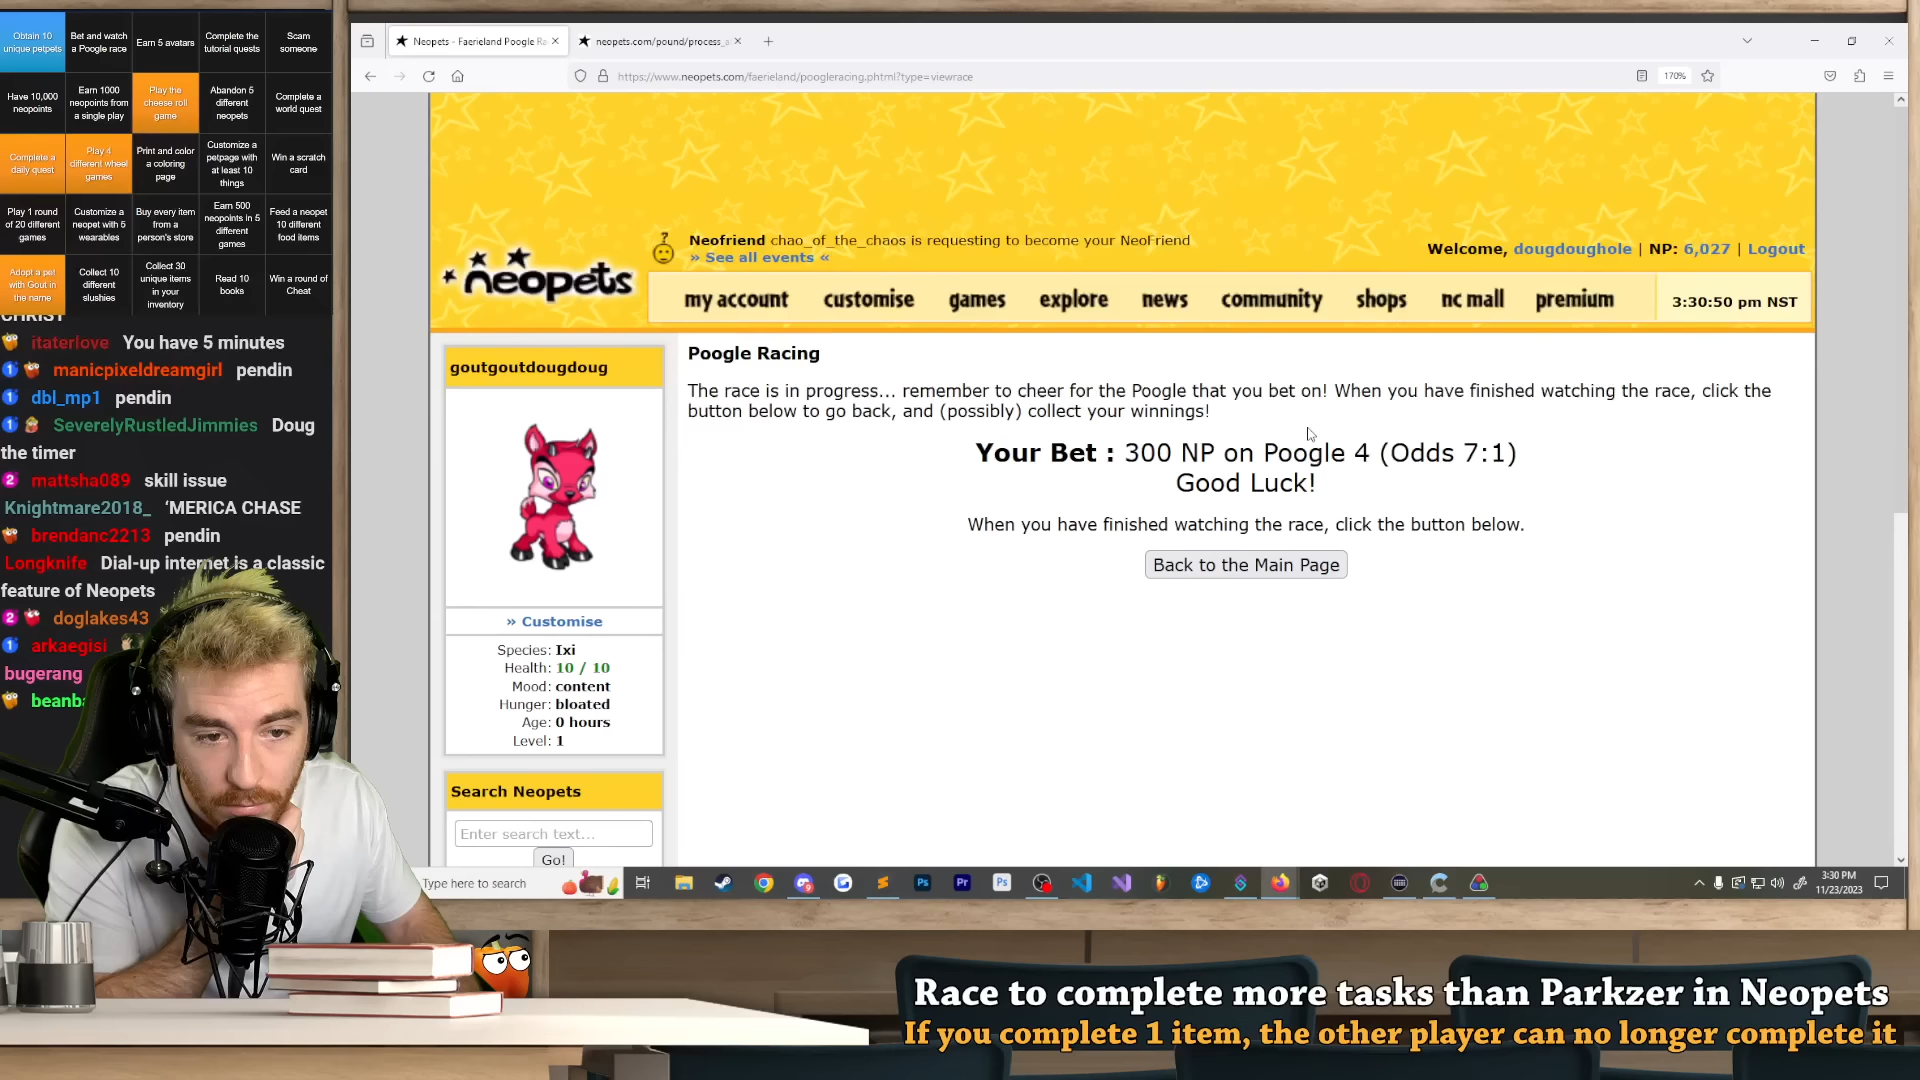 Obtain 10 unique petpets
Bet and watch a Poogle race
Earn 5 avatars
Complete the tutorial quests
Scam someone
Have 10,000 neopoints
Earn 1000 neopoints from a single play
Play the cheese roll game
Abandon 5 different neopets
Complete a world quest
Complete a daily quest
Play 4 different wheel games
Print and color a coloring page
Customize a petpage with at least 10 things
Win a scratch card
Play 1 round of 20 different games
Customize a neopet with 5 wearables
Buy every item from a person's store
Earn 500 neopoints in 5 different games
Feed a neopet 10 different food items
Adopt a pet with Gout in the name
Collect 10 different slushies
Collect 30 unique items in your inventory
Read 10 books
Win a round of Cheat
CHRIST
itaterlove You have 5 minutes
manicpixeldreamgirl pendin
dbl_mp1 pendin
SeverelyRustledJimmies Doug
the timer
mattsha089 skill issue
Knightmare2018_ ‘MERICA CHASE
brendanc2213 pendin
Longknife Dial-up internet is a classic
feature of Neopets
doglakes43
arkaegisi
bugerang
beanba
Neopets - Faerieland Poogle Ra
neopets.com/pound/process_a
https://www.neopets.com/faerieland/poogleracing.phtml?type=viewrace
170%
neopets
Neofriend chao_of_the_chaos is requesting to become your NeoFriend
» See all events «
Welcome, dougdoughole | NP: 6,027 | Logout
my account customise games explore news community shops nc mall premium
3:30:50 pm NST
goutgoutdougdoug
» Customise
Species: Ixi
Health: 10 / 10
Mood: content
Hunger: bloated
Age: 0 hours
Level: 1
Search Neopets
Enter search text...
Go!
Poogle Racing
The race is in progress... remember to cheer for the Poogle that you bet on! When you have finished watching the race, click the
button below to go back, and (possibly) collect your winnings!
Your Bet : 300 NP on Poogle 4 (Odds 7:1)
Good Luck!
When you have finished watching the race, click the button below.
Back to the Main Page
Type here to search
Ps
Pr
Ps
3:30 PM
11/23/2023
Race to complete more tasks than Parkzer in Neopets
If you complete 1 item, the other player can no longer complete it